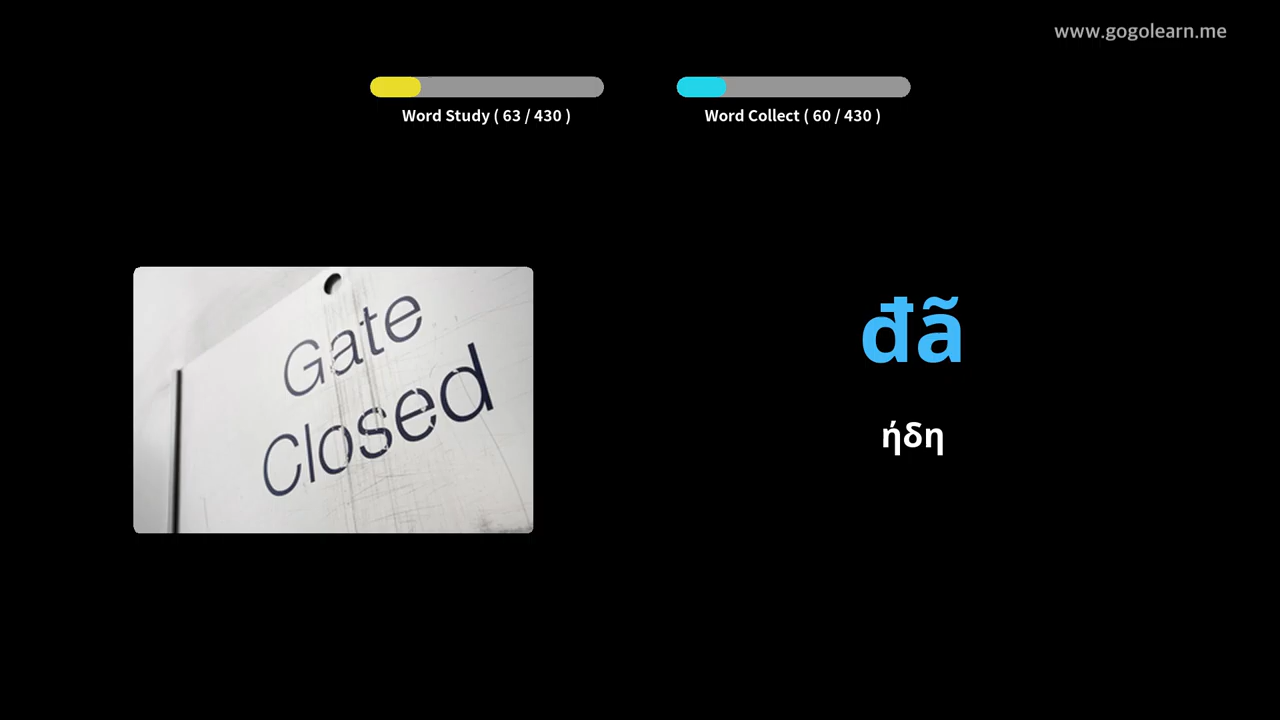 www.gogolearn.me
Word Study ( 63 / 430 )
Word Collect ( 60 / 430 )
Gate
Closed
đã
ήδη